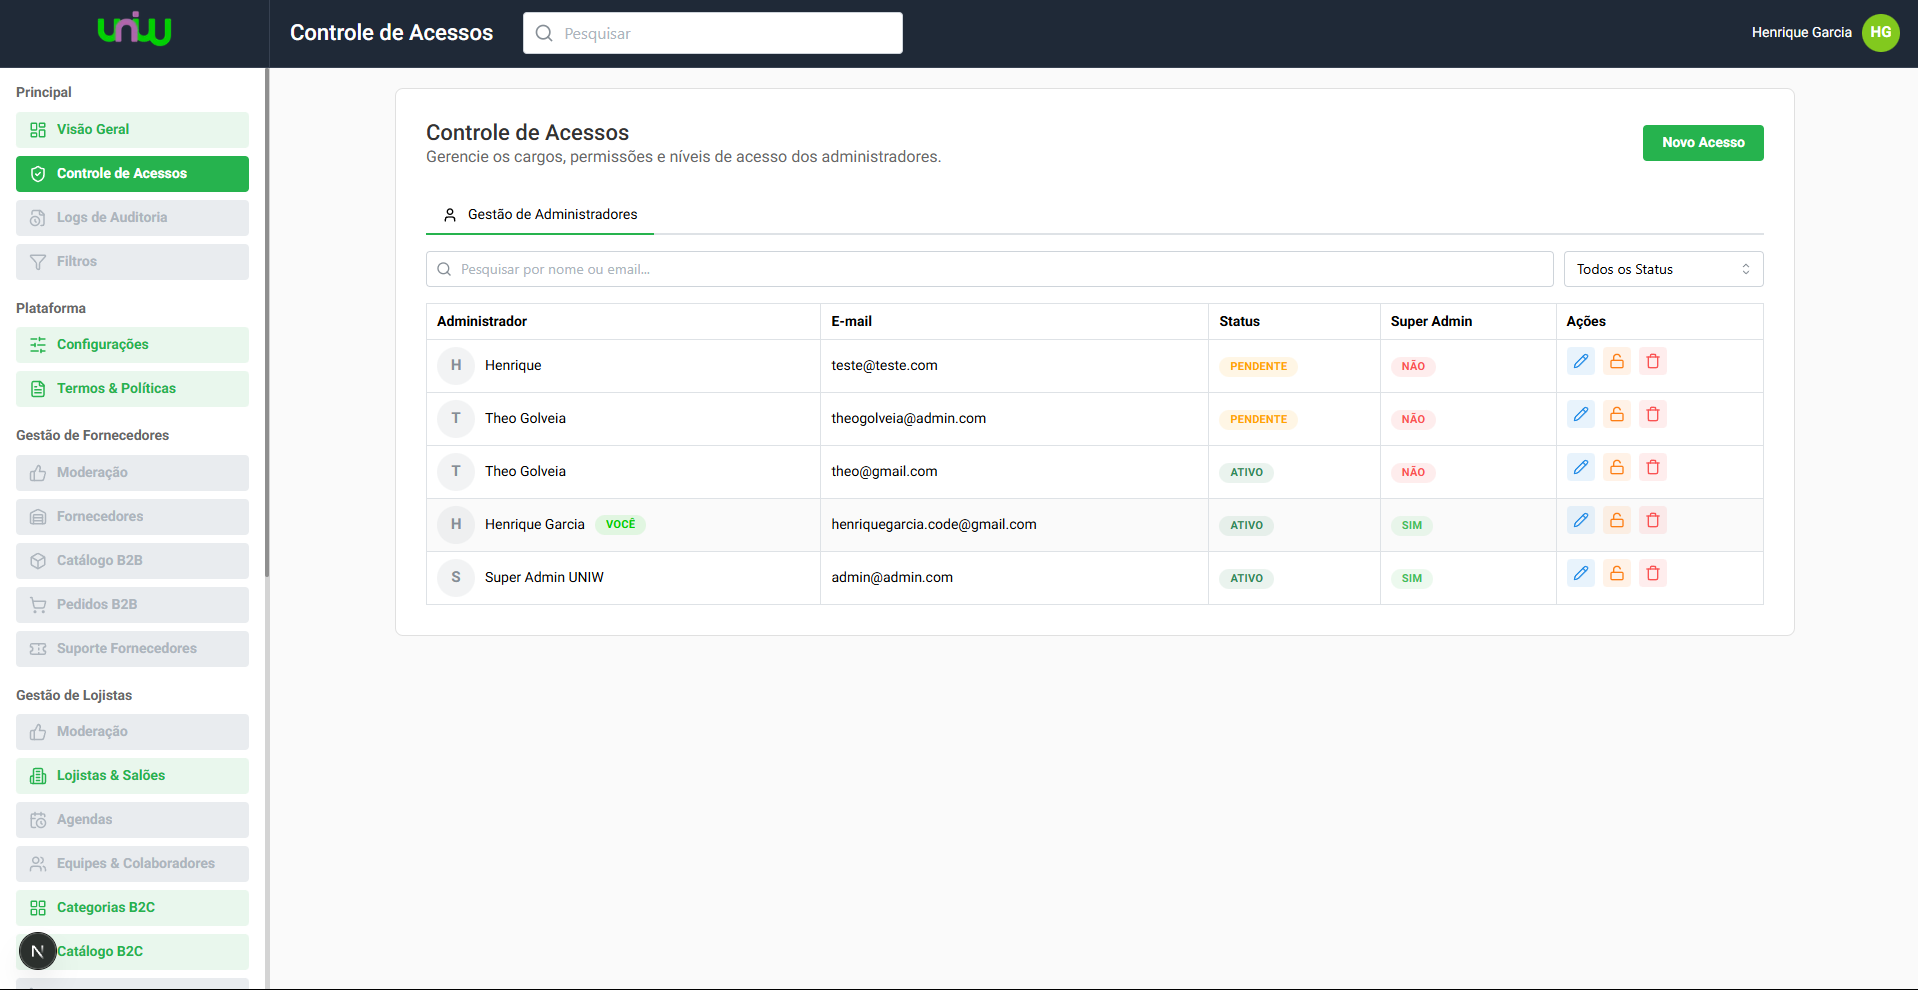 uniw
Controle de Acessos
Pesquisar
Henrique Garcia
HG
Principal
Visão Geral
Controle de Acessos
Logs de Auditoria
Filtros
Plataforma
Configurações
Termos & Políticas
Gestão de Fornecedores
Moderação
Fornecedores
Catálogo B2B
Pedidos B2B
Suporte Fornecedores
Gestão de Lojistas
Moderação
Lojistas & Salões
Agendas
Equipes & Colaboradores
Categorias B2C
N
Catálogo B2C
Controle de Acessos
Gerencie os cargos, permissões e níveis de acesso dos administradores.
Novo Acesso
Gestão de Administradores
Pesquisar por nome ou email...
Todos os Status
Administrador E-mail Status Super Admin Ações
H Henrique teste@teste.com PENDENTE NÃO
T Theo Golveia theogolveia@admin.com PENDENTE NÃO
T Theo Golveia theo@gmail.com ATIVO NÃO
H Henrique Garcia VOCÊ henriquegarcia.code@gmail.com ATIVO SIM
S Super Admin UNIW admin@admin.com ATIVO SIM